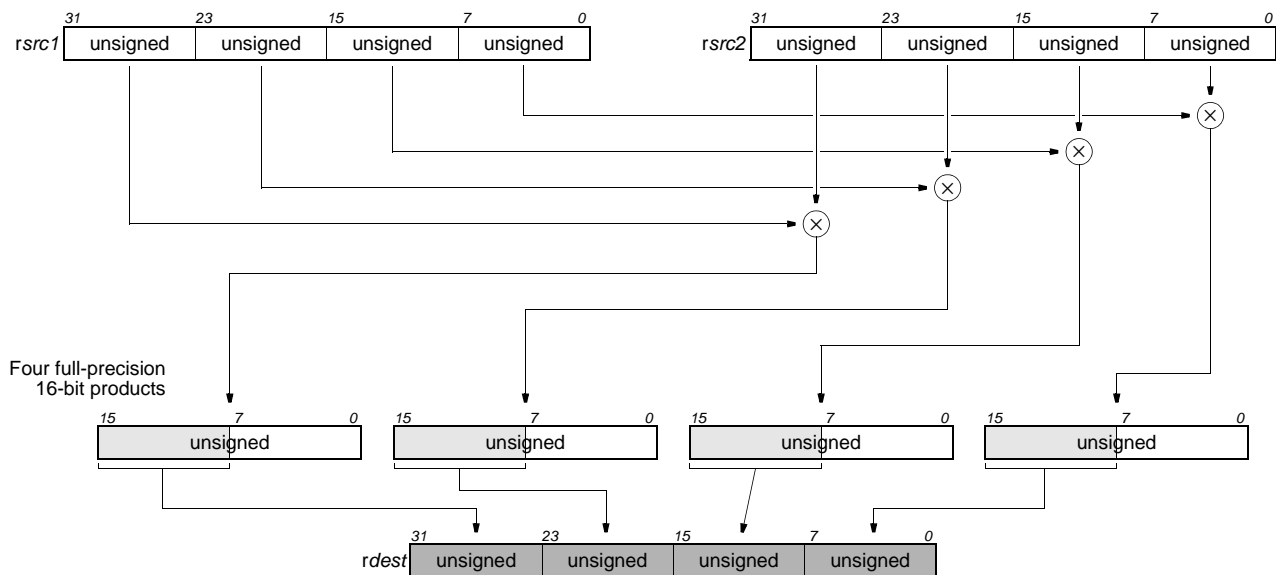 31 23 15 7 0 31 23 15 7 0
rsrc1 unsigned unsigned unsigned unsigned rsrc2 unsigned unsigned unsigned unsigned
× 
×
×
×
Four full-precision
16-bit products
15 7 0 15 7 0 15 7 0 15 7 0
unsigned unsigned unsigned unsigned
31 23 15 7 0
rdest unsigned unsigned unsigned unsigned